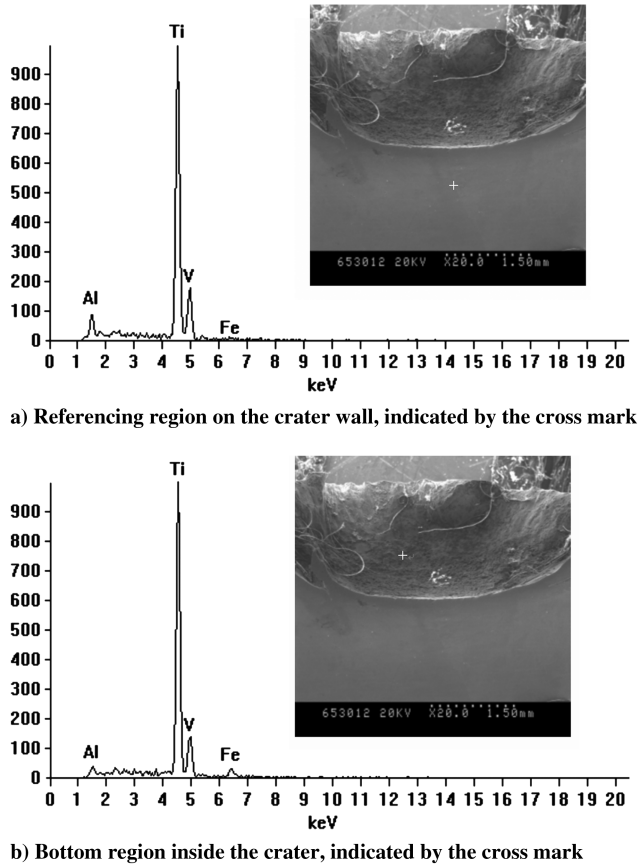 Ti
900
800
700
600
500
400
300
200
100
0
Al
V
Fe
0 1 2 3 4 5 6 7 8 9 10 11 12 13 14 15 16 17 18 19 20
keV
653012 20KV X20.0 1.50mm
a) Referencing region on the crater wall, indicated by the cross mark
Ti
900
800
700
600
500
400
300
200
100
0
Al
V
Fe
0 1 2 3 4 5 6 7 8 9 10 11 12 13 14 15 16 17 18 19 20
keV
653012 20KV X20.0 1.50mm
b) Bottom region inside the crater, indicated by the cross mark